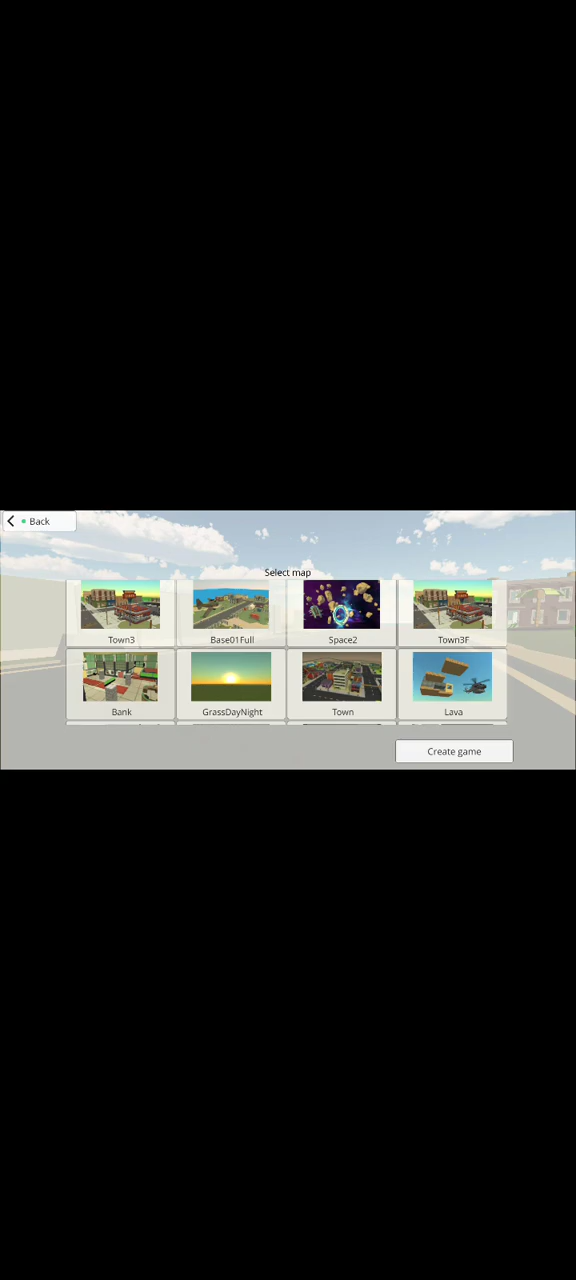 Back
Select map
Town3
Base01Full
Space2
Town3F
Bank
GrassDayNight
Town
Lava
Create game